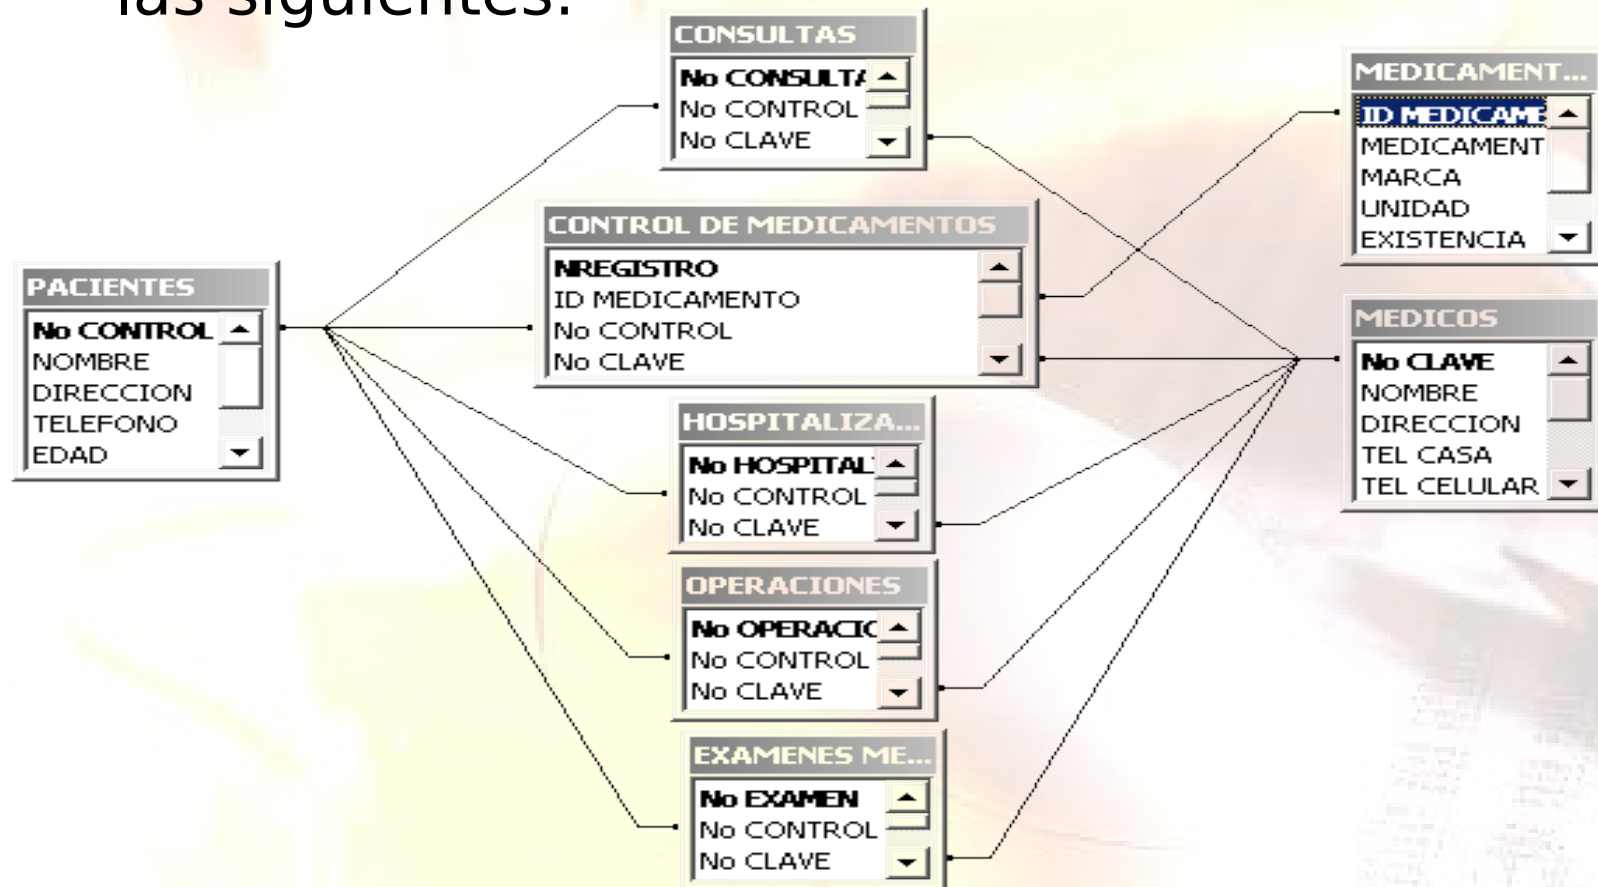 las siguientes:
CONSULTAS
No CONSULTA
No CONTROL
No CLAVE
CONTROL DE MEDICAMENTOS
NREGISTRO
ID MEDICAMENTO
No CONTROL
No CLAVE
PACIENTES
No CONTROL
NOMBRE
DIRECCION
TELEFONO
EDAD
HOSPITALIZA...
No HOSPITAL
No CONTROL
No CLAVE
OPERACIONES
No OPERACIO
No CONTROL
No CLAVE
EXAMENES ME...
No EXAMEN
No CONTROL
No CLAVE
MEDICAMENT...
ID MEDICAME
MEDICAMENT
MARCA
UNIDAD
EXISTENCIA
MEDICOS
No CLAVE
NOMBRE
DIRECCION
TEL CASA
TEL CELULAR